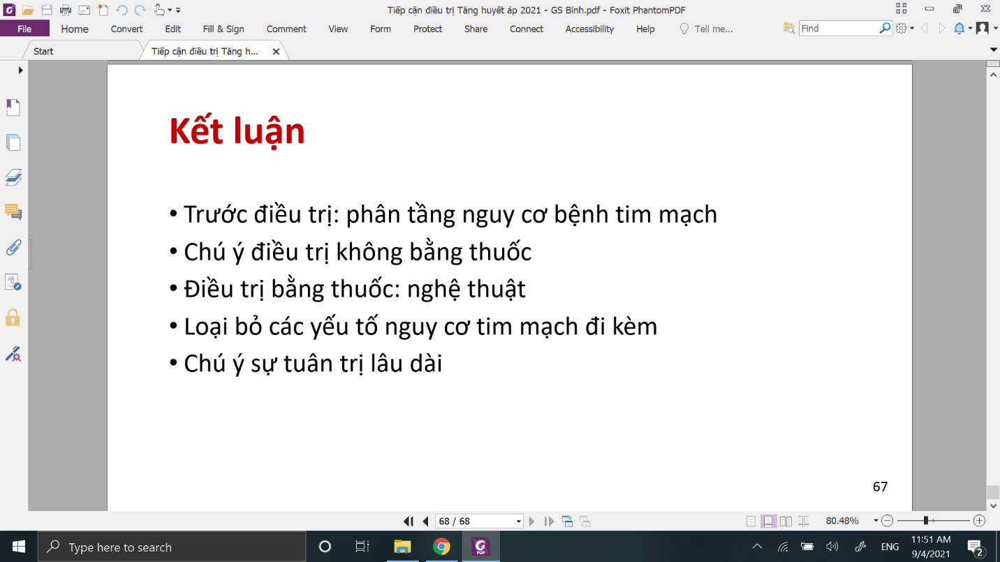 Tiếp cận điều trị Tăng huyết áp 2021 - GS Binh.pdf - Foxit PhantomPDF
File Home Convert Edit Fill & Sign Comment View Form Protect Share Connect Accessibility Help Tell me... Find
Start Tiếp cận điều trị Tăng h...
Kết luận
• Trước điều trị: phân tầng nguy cơ bệnh tim mạch
• Chú ý điều trị không bằng thuốc
• Điều trị bằng thuốc: nghệ thuật
• Loại bỏ các yếu tố nguy cơ tim mạch đi kèm
• Chú ý sự tuân trị lâu dài
67
68 / 68 80.48%
Type here to search ENG 11:51 AM
9/4/2021 2